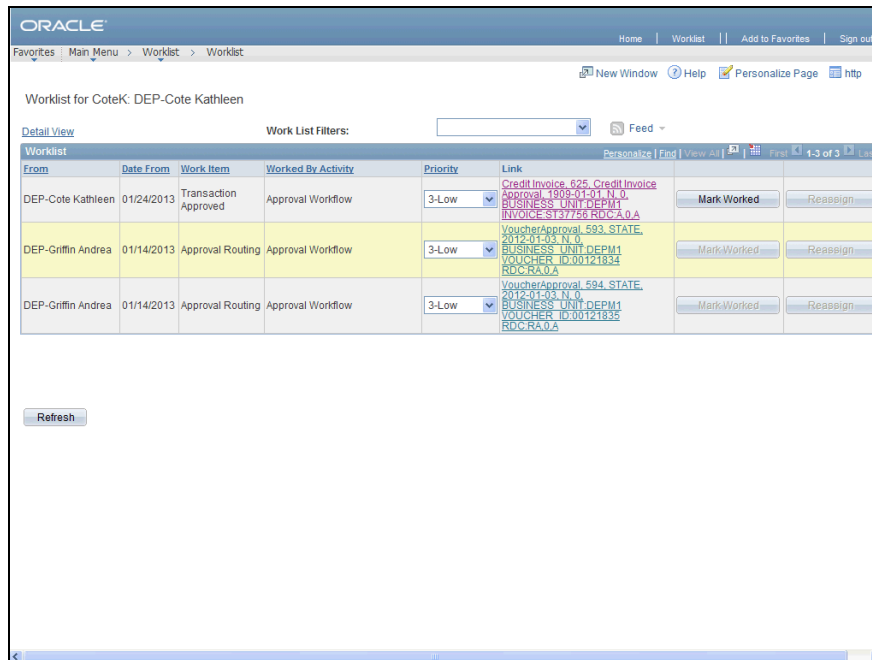 ORACLE
Home | Worklist || Add to Favorites | Sign out
Favorites Main Menu > Worklist > Worklist
New Window Help Personalize Page http
Worklist for CoteK: DEP-Cote Kathleen
Detail View Work List Filters: Feed
Worklist Personalize | Find | View All | | First 1-3 of 3 Las
From Date From Work Item Worked By Activity Priority Link
DEP-Cote Kathleen 01/24/2013 Transaction
Approved Approval Workflow 3-Low
Credit Invoice, 625, Credit Invoice
Approval, 1909-01-01, N, 0,
BUSINESS_UNIT:DEPM1
INVOICE:ST37756 RDC:A,0,A
Mark Worked Reassign
DEP-Griffin Andrea 01/14/2013 Approval Routing Approval Workflow 3-Low
VoucherApproval, 593, STATE,
2012-01-03, N, 0,
BUSINESS_UNIT:DEPM1
VOUCHER_ID:00121834
RDC:RA,0,A
Mark Worked Reassign
DEP-Griffin Andrea 01/14/2013 Approval Routing Approval Workflow 3-Low
VoucherApproval, 594, STATE,
2012-01-03, N, 0,
BUSINESS_UNIT:DEPM1
VOUCHER_ID:00121835
RDC:RA,0,A
Mark Worked Reassign
Refresh